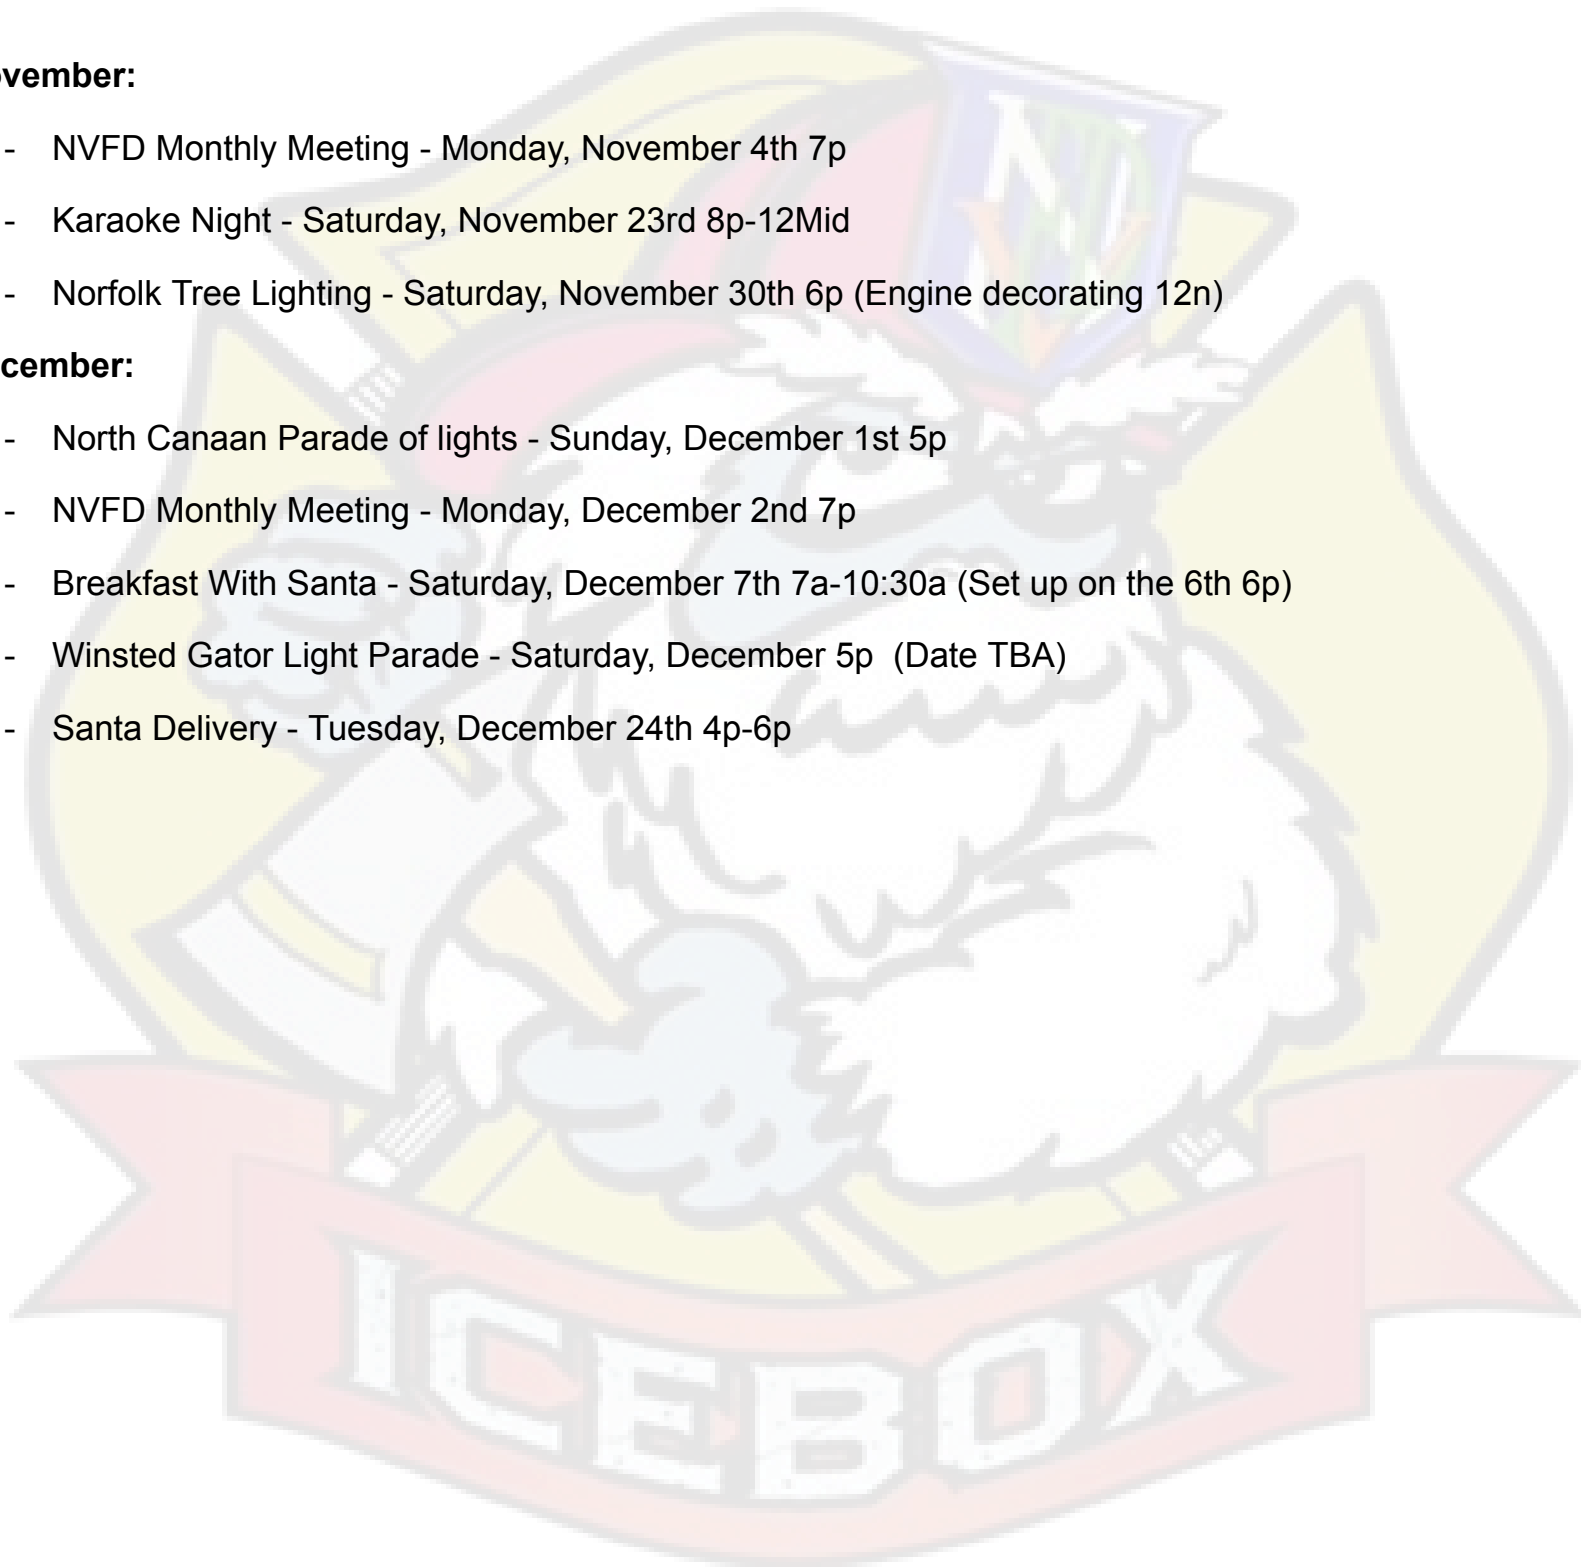 vember:
- NVFD Monthly Meeting - Monday, November 4th 7p
- Karaoke Night - Saturday, November 23rd 8p-12Mid
- Norfolk Tree Lighting - Saturday, November 30th 6p (Engine decorating 12n)
cember:
- North Canaan Parade of lights - Sunday, December 1st 5p
- NVFD Monthly Meeting - Monday, December 2nd 7p
- Breakfast With Santa - Saturday, December 7th 7a-10:30a (Set up on the 6th 6p)
- Winsted Gator Light Parade - Saturday, December 5p  (Date TBA)
- Santa Delivery - Tuesday, December 24th 4p-6p
ICEBOX